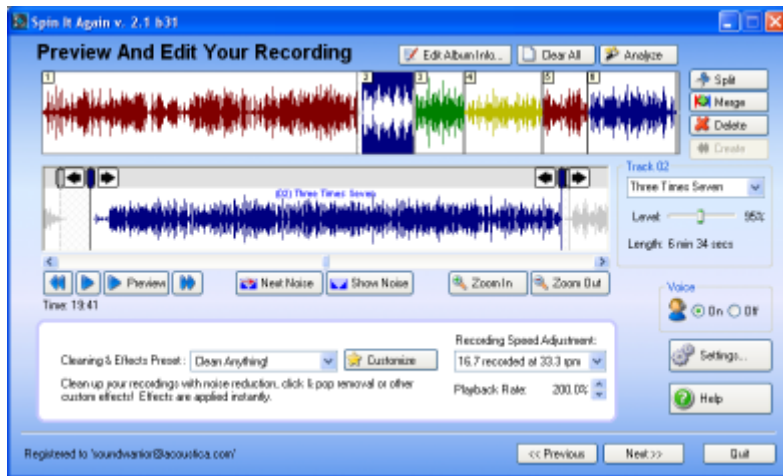 Spin It Again v. 2.1 b31
Preview And Edit Your Recording
Edit Album Info...
Clear All
Analyze
1
2
3
4
5
6
Split
Merge
Delete
Create
Track 02
(02) Three Times Seven
Three Times Seven
Level:
95%
Length: 6 min 34 secs
Preview
Next Noise
Show Noise
Zoom In
Zoom Out
Time: 19:41
Voice
On
Off
Cleaning & Effects Preset:
Clean Anything!
Customize
Clean up your recordings with noise reduction, click & pop removal or other
custom effects! Effects are applied instantly.
Recording Speed Adjustment:
16.7 recorded at 33.3 rpm
Playback Rate:
200.0%
Settings...
Help
Registered to 'soundwarrior@acoustica.com'
<< Previous
Next >>
Quit